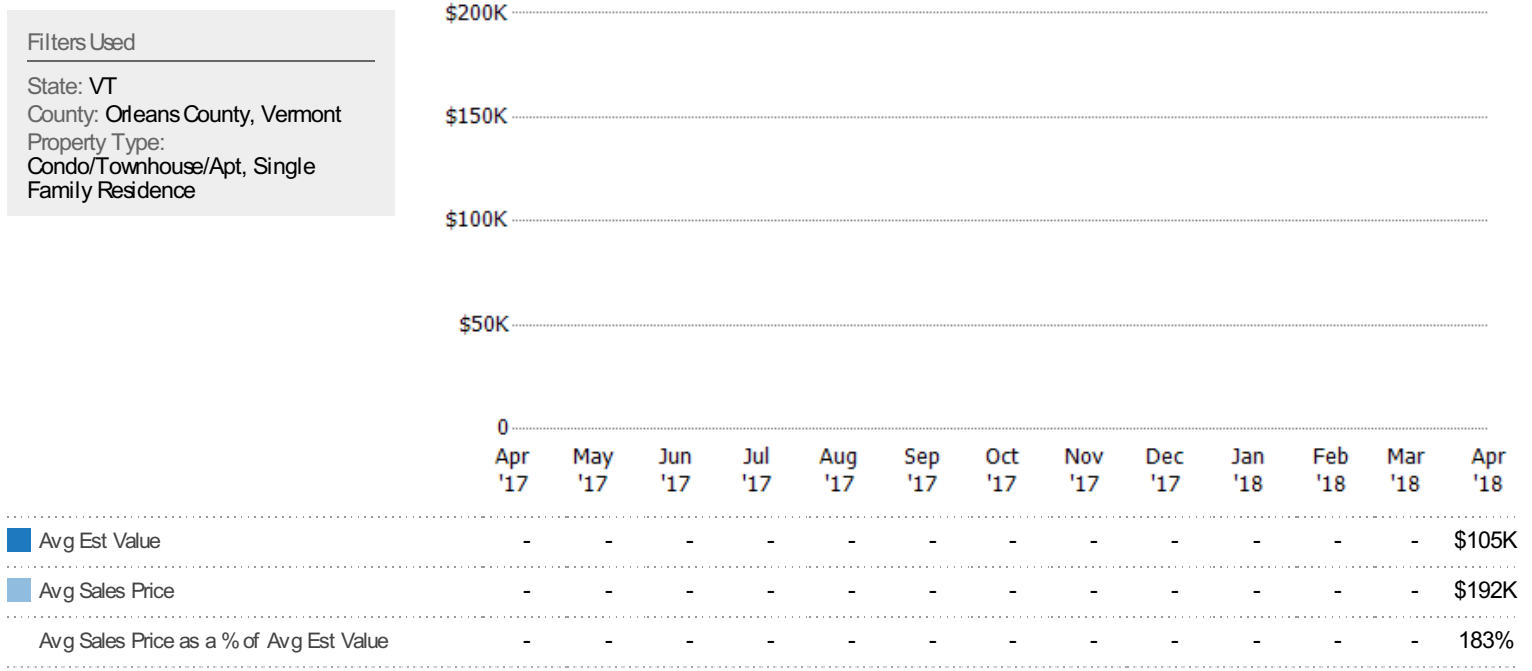 Filters Used
State: VT
County: Orleans County, Vermont
Property Type:
Condo/Townhouse/Apt, Single
Family Residence
$200K
$150K
$100K
$50K
0
Apr May Jun Jul Aug Sep Oct Nov Dec Jan Feb Mar Apr
'17 '17 '17 '17 '17 '17 '17 '17 '17 '18 '18 '18 '18
Avg Est Value - - - - - - - - - - - - $105K
Avg Sales Price - - - - - - - - - - - - $192K
Avg Sales Price as a % of Avg Est Value - - - - - - - - - - - - 183%